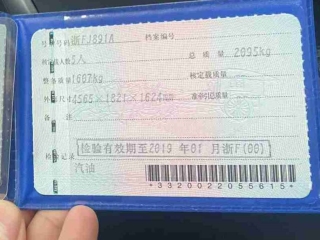 号牌号码 浙FJ891A 档案编号
核定载人数 5人 总质量 2095kg
整备质量 1607kg 核定载质量
外廓尺寸 4565×1821×1624mm 准牵引总质量
备注
检验记录 检验有效期至2019年01月浙F(00)
汽油
*3320022055615*